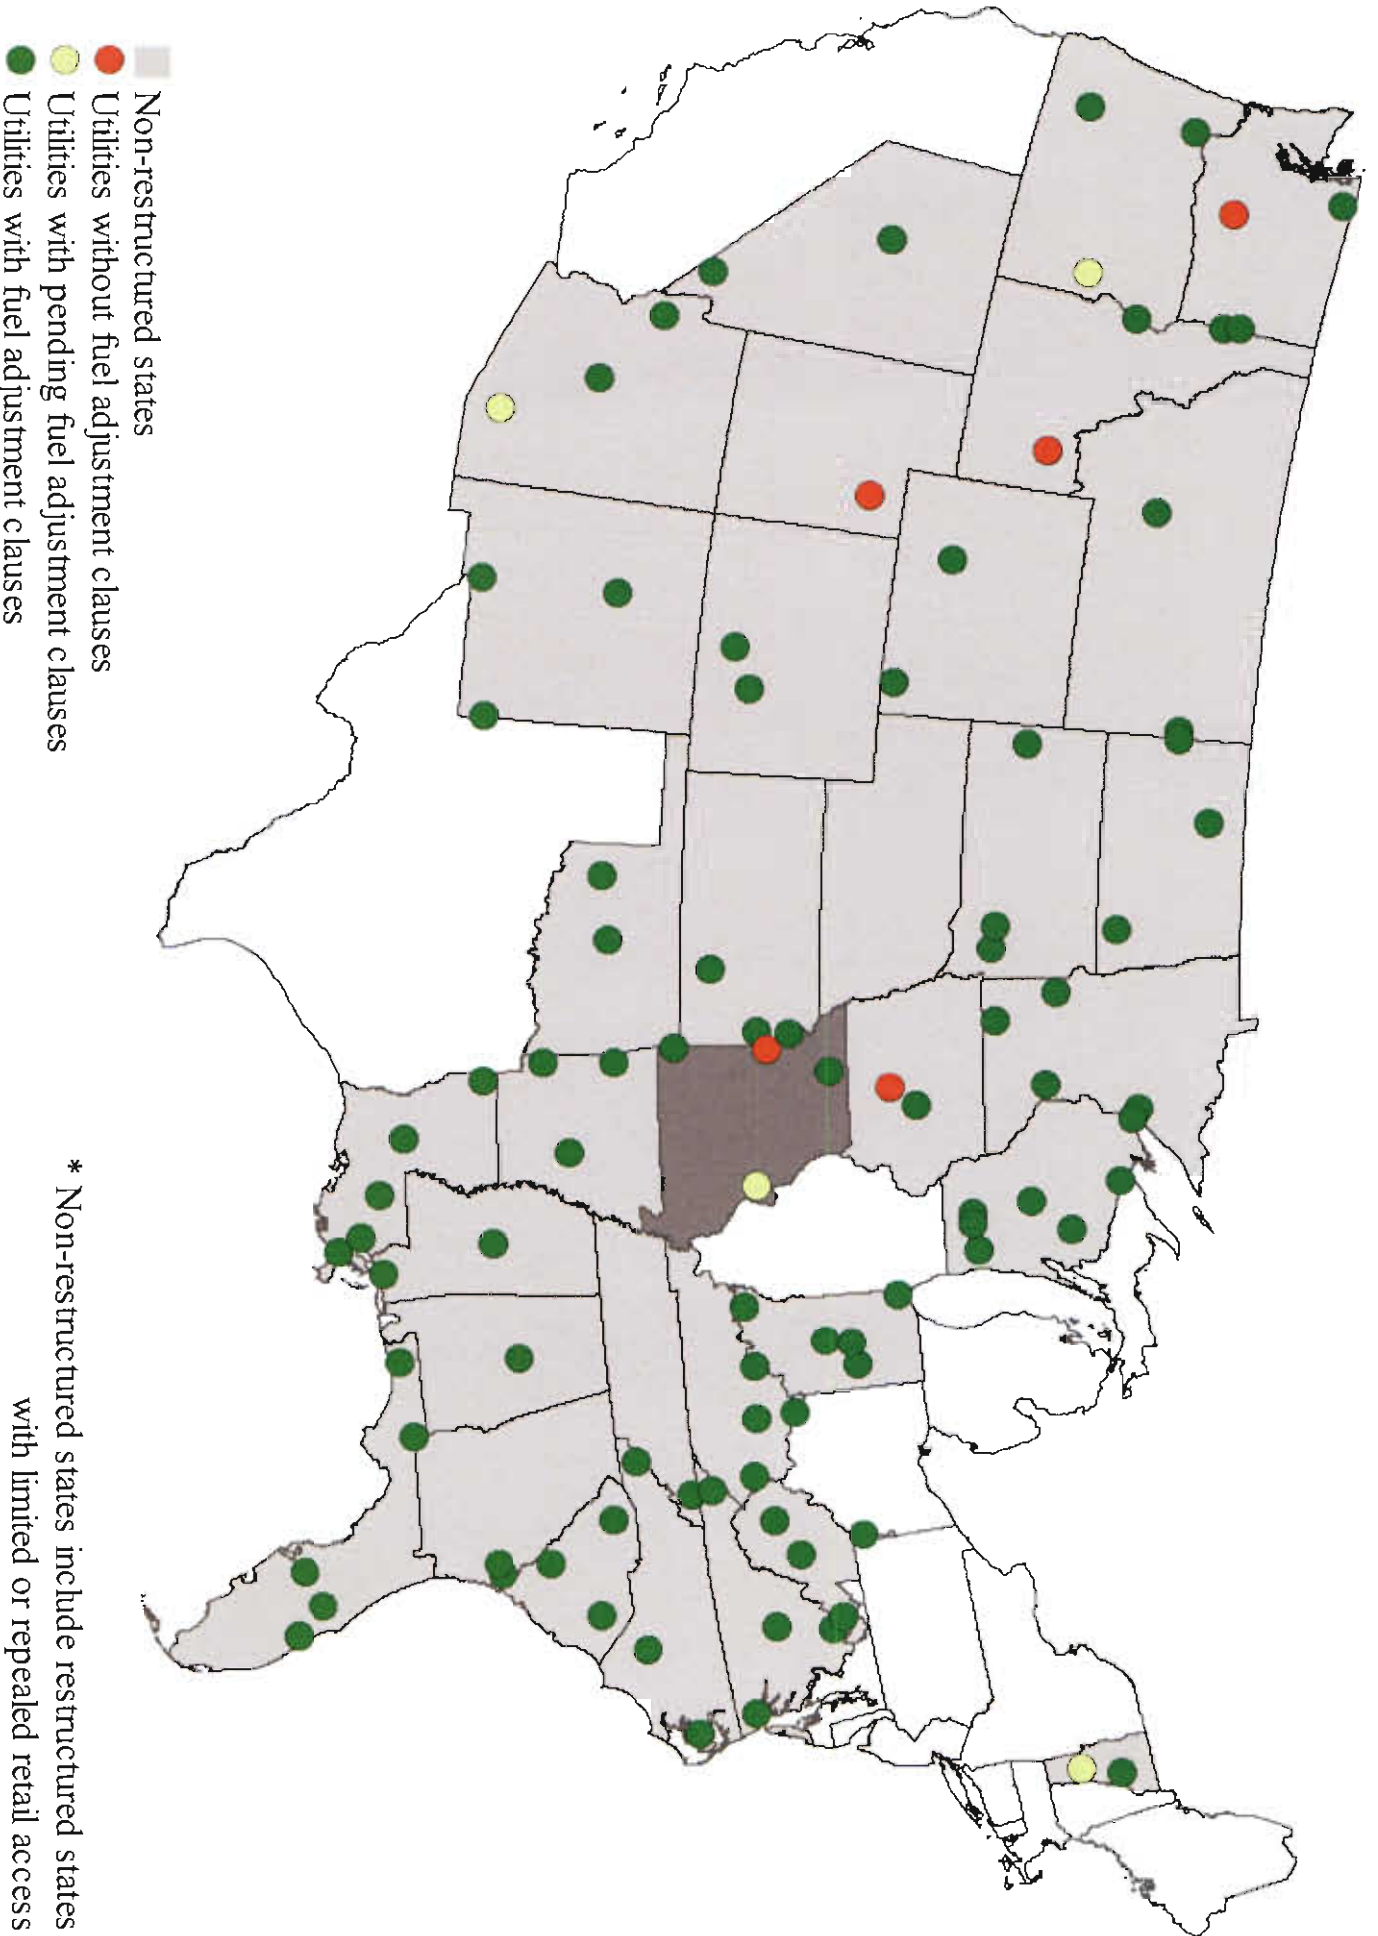 Non-restructured states
Utilities without fuel adjustment clauses
Utilities with pending fuel adjustment clauses
Utilities with fuel adjustment clauses
* Non-restructured states include restructured states
with limited or repealed retail access